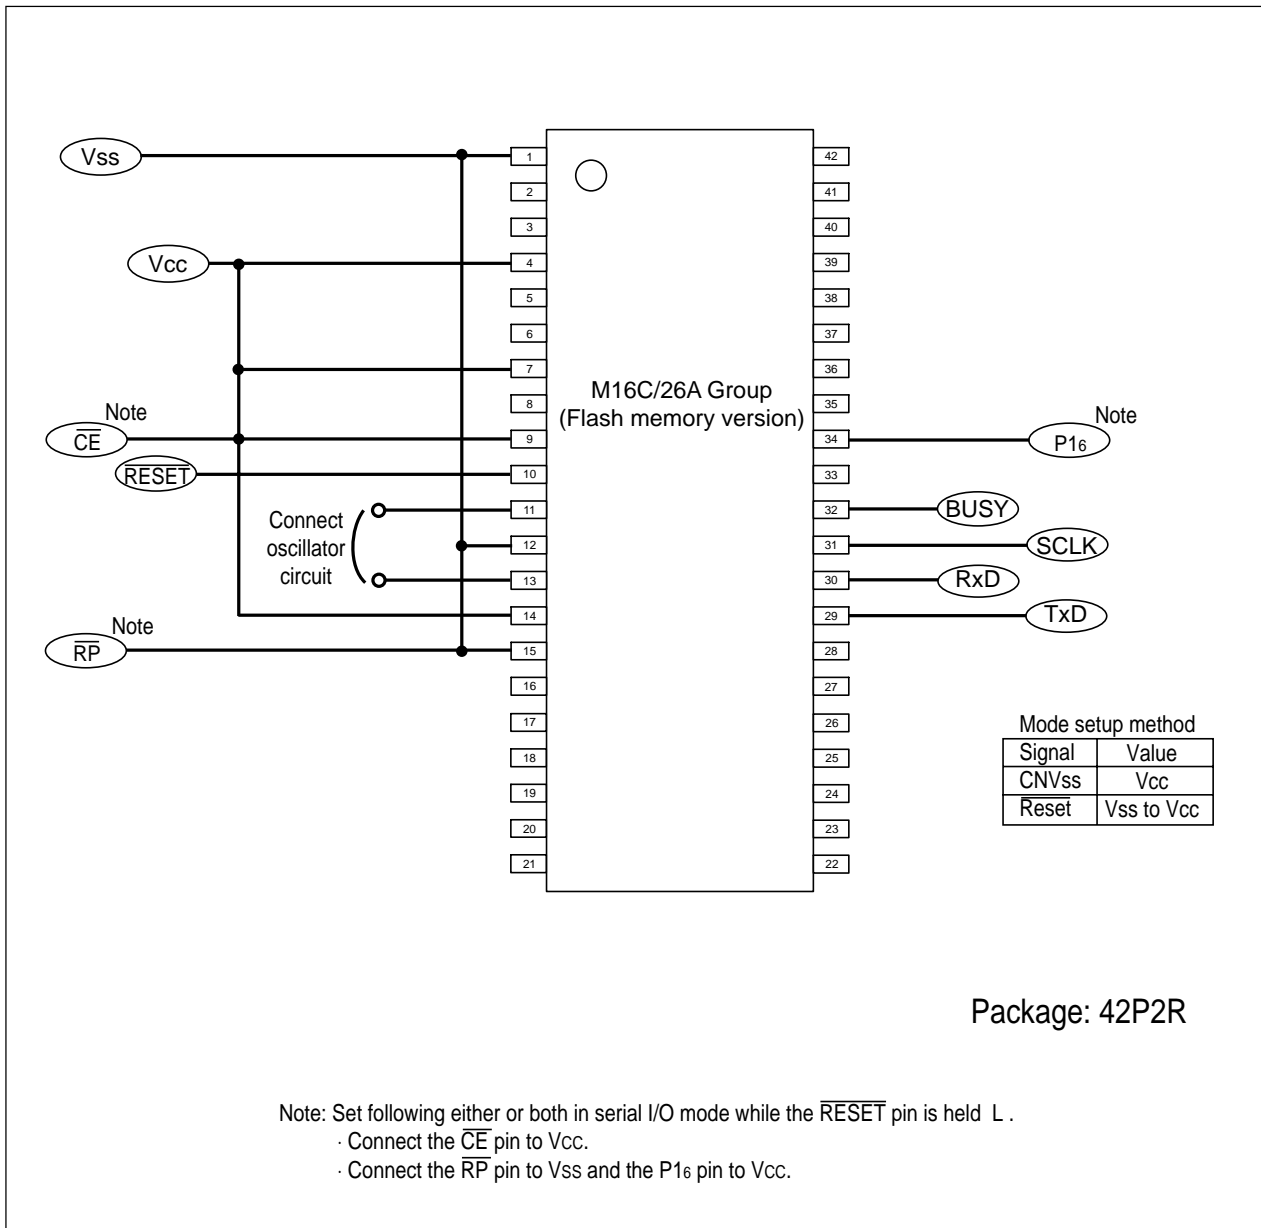 Vss
1
42
2
41
3
40
Vcc
4
39
5
38
6
37
7
36
M16C/26A Group
(Flash memory version)
8
35
Note
CE
9
34
Note
P16
RESET
10
33
Connect
oscillator
circuit
11
32
BUSY
12
31
SCLK
13
30
RxD
14
29
TxD
Note
RP
15
28
16
27
17
26
18
25
19
24
20
23
21
22
Mode setup method
Signal Value
CNVss Vcc
Reset Vss to Vcc
Package: 42P2R
Note: Set following either or both in serial I/O mode while the RESET pin is held L .
· Connect the CE pin to VCC.
· Connect the RP pin to VSS and the P16 pin to VCC.